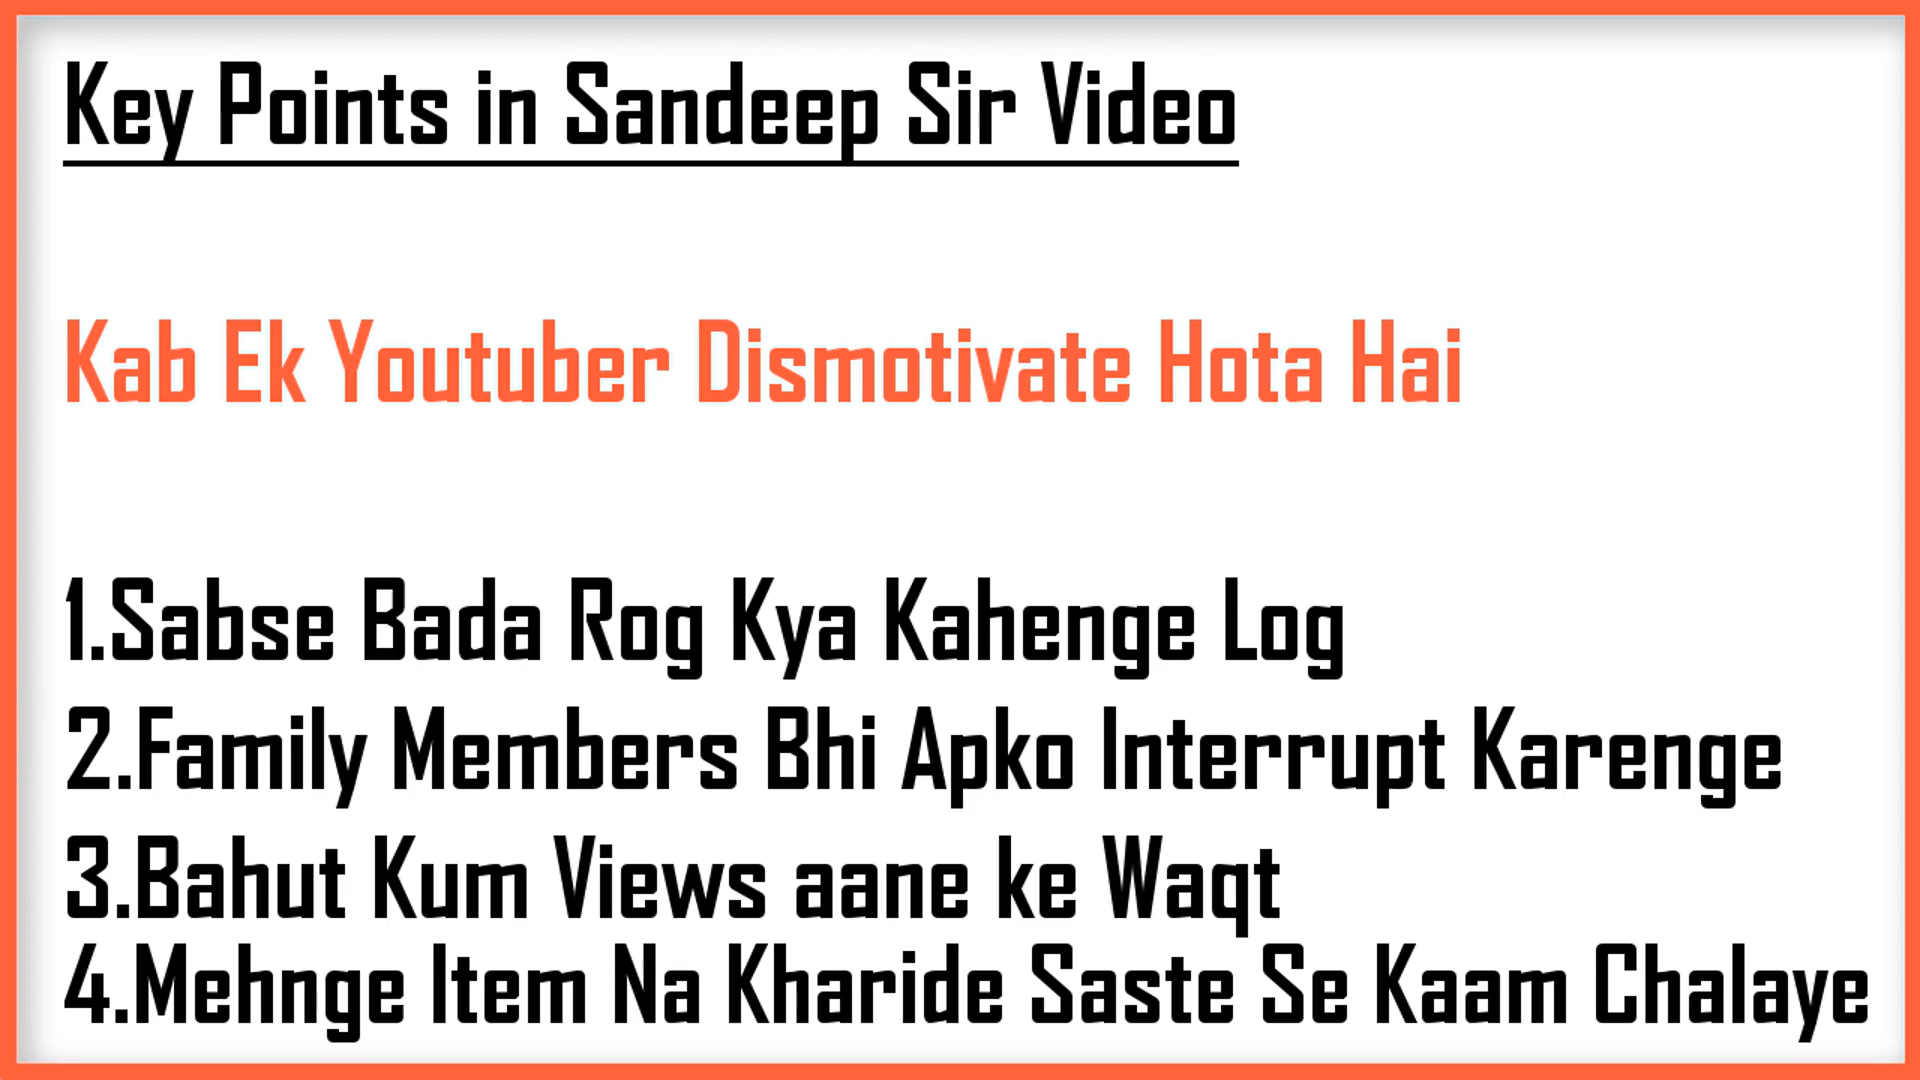 Key Points in Sandeep Sir Video
Kab Ek Youtuber Dismotivate Hota Hai
1.Sabse Bada Rog Kya Kahenge Log
2.Family Members Bhi Apko Interrupt Karenge
3.Bahut Kum Views aane ke Waqt
4.Mehnge Item Na Kharide Saste Se Kaam Chalaye